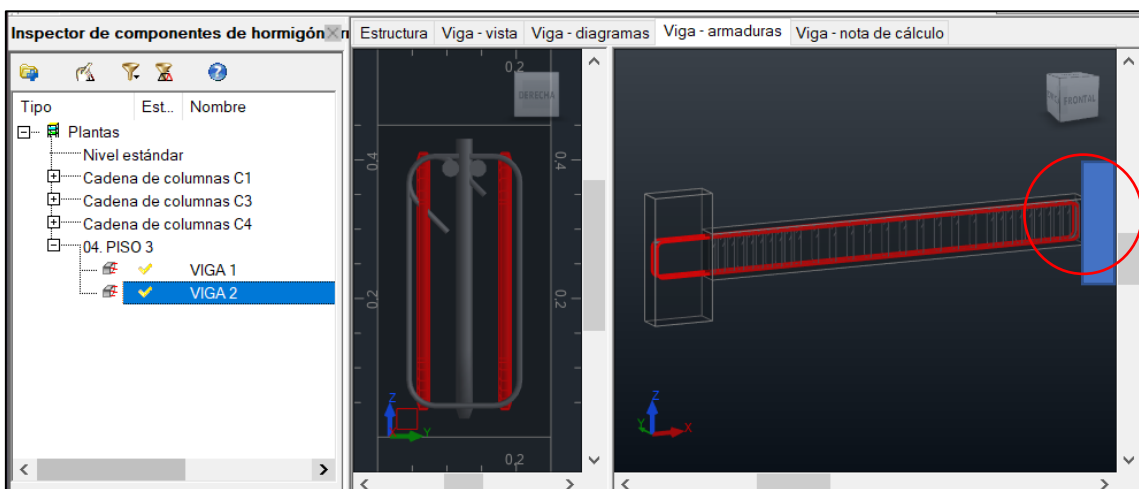 Inspector de componentes de hormigón
Estructura Viga - vista Viga - diagramas Viga - armaduras Viga - nota de cálculo
Tipo Est... Nombre
Plantas
Nivel estándar
Cadena de columnas C1
Cadena de columnas C3
Cadena de columnas C4
04. PISO 3
VIGA 1
VIGA 2
0,2
DERECHA
0,4 0,4
0,2 0,2
Z
Y
0,2
FRONTAL
Z
Y X